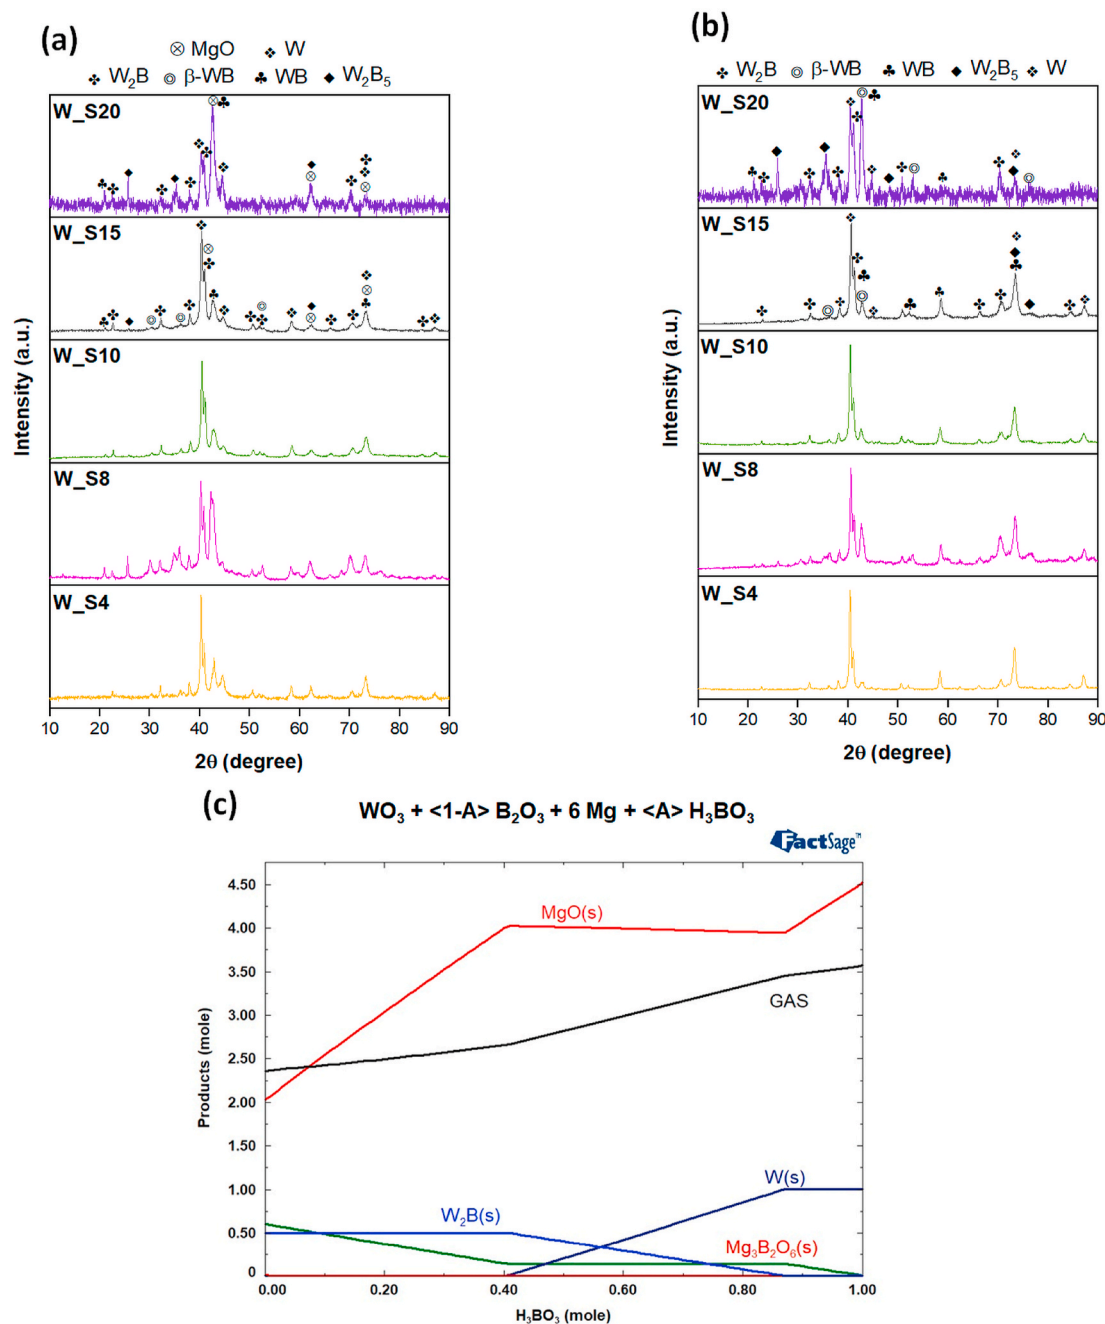 (a)
⊗ MgO ❖ W
✤ W₂B ◎ β-WB ♣ WB ◆ W₂B₅
W_S20
W_S15
W_S10
W_S8
W_S4
Intensity (a.u.)
10 20 30 40 50 60 70 80 90
2θ (degree)
(b)
✤ W₂B ◎ β-WB ♣ WB ◆ W₂B₅ ❖ W
W_S20
W_S15
W_S10
W_S8
W_S4
Intensity (a.u.)
10 20 30 40 50 60 70 80 90
2θ (degree)
(c)
WO₃ + <1-A> B₂O₃ + 6 Mg + <A> H₃BO₃
FactSage™
4.50
4.00
3.50
3.00
2.50
2.00
1.50
1.00
0.50
0
Products (mole)
MgO(s)
GAS
W(s)
W₂B(s)
Mg₃B₂O₆(s)
0.00 0.20 0.40 0.60 0.80 1.00
H₃BO₃ (mole)